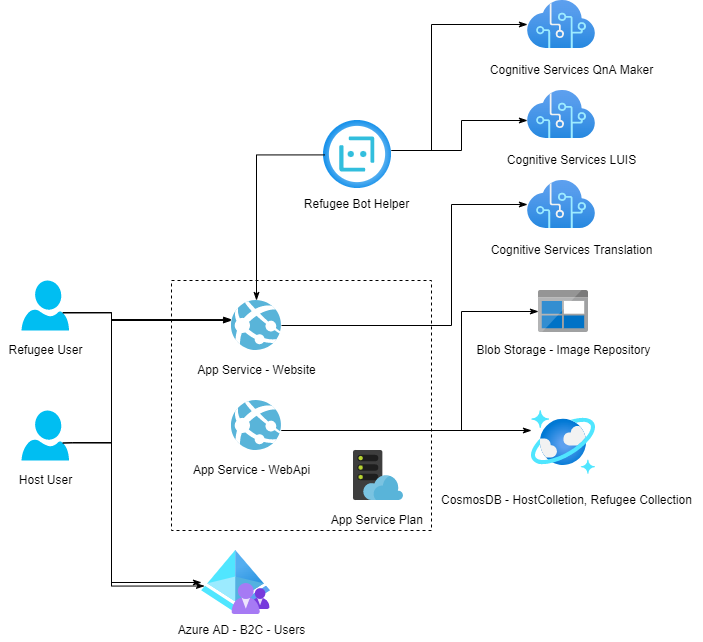 Cognitive Services QnA Maker
Cognitive Services LUIS
Refugee Bot Helper
Cognitive Services Translation
Refugee User
Blob Storage - Image Repository
App Service - Website
App Service - WebApi
Host User
CosmosDB - HostColletion, Refugee Collection
App Service Plan
Azure AD - B2C - Users